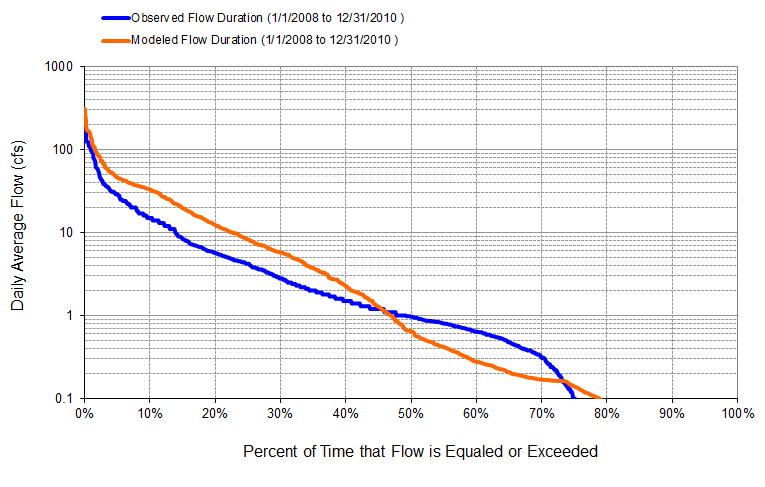 Observed Flow Duration (1/1/2008 to 12/31/2010 )
Modeled Flow Duration (1/1/2008 to 12/31/2010 )
Daily Average Flow (cfs)
1000
100
10
1
0.1
0% 10% 20% 30% 40% 50% 60% 70% 80% 90% 100%
Percent of Time that Flow is Equaled or Exceeded